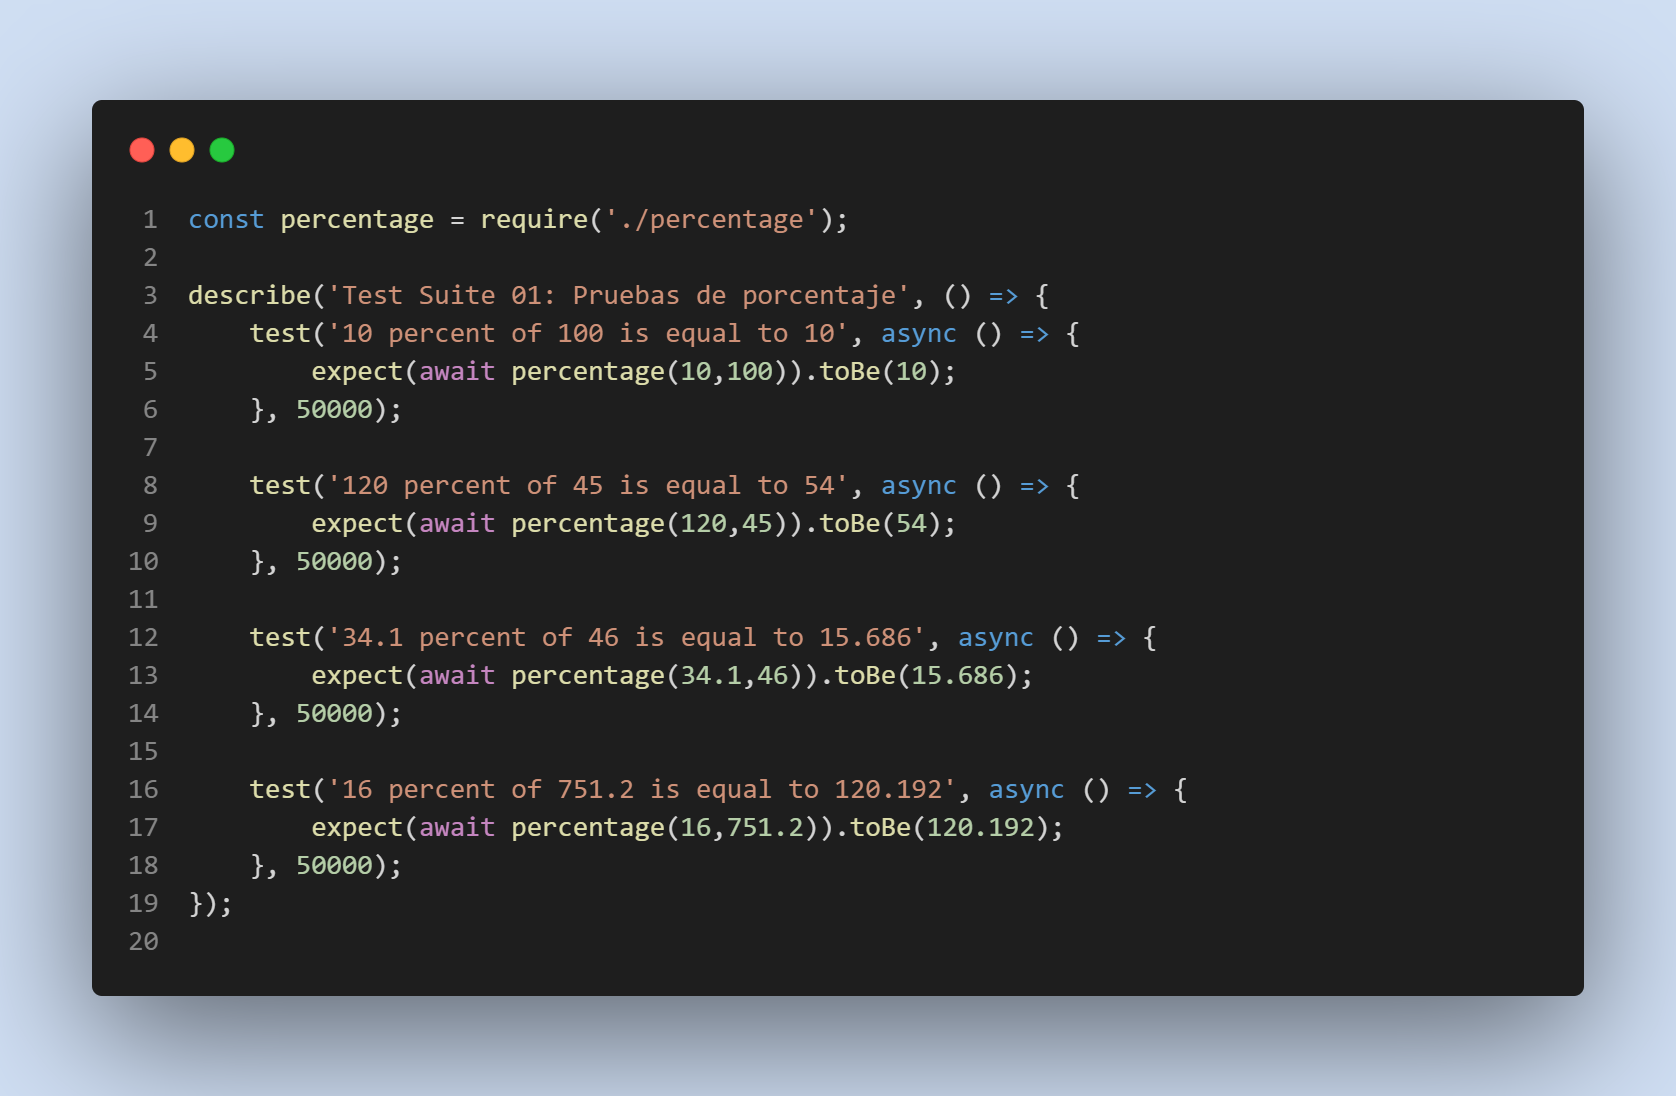 1 const percentage = require('./percentage');
2
3 describe('Test Suite 01: Pruebas de porcentaje', () => {
4     test('10 percent of 100 is equal to 10', async () => {
5         expect(await percentage(10,100)).toBe(10);
6     }, 50000);
7
8     test('120 percent of 45 is equal to 54', async () => {
9         expect(await percentage(120,45)).toBe(54);
10     }, 50000);
11
12     test('34.1 percent of 46 is equal to 15.686', async () => {
13         expect(await percentage(34.1,46)).toBe(15.686);
14     }, 50000);
15
16     test('16 percent of 751.2 is equal to 120.192', async () => {
17         expect(await percentage(16,751.2)).toBe(120.192);
18     }, 50000);
19 });
20